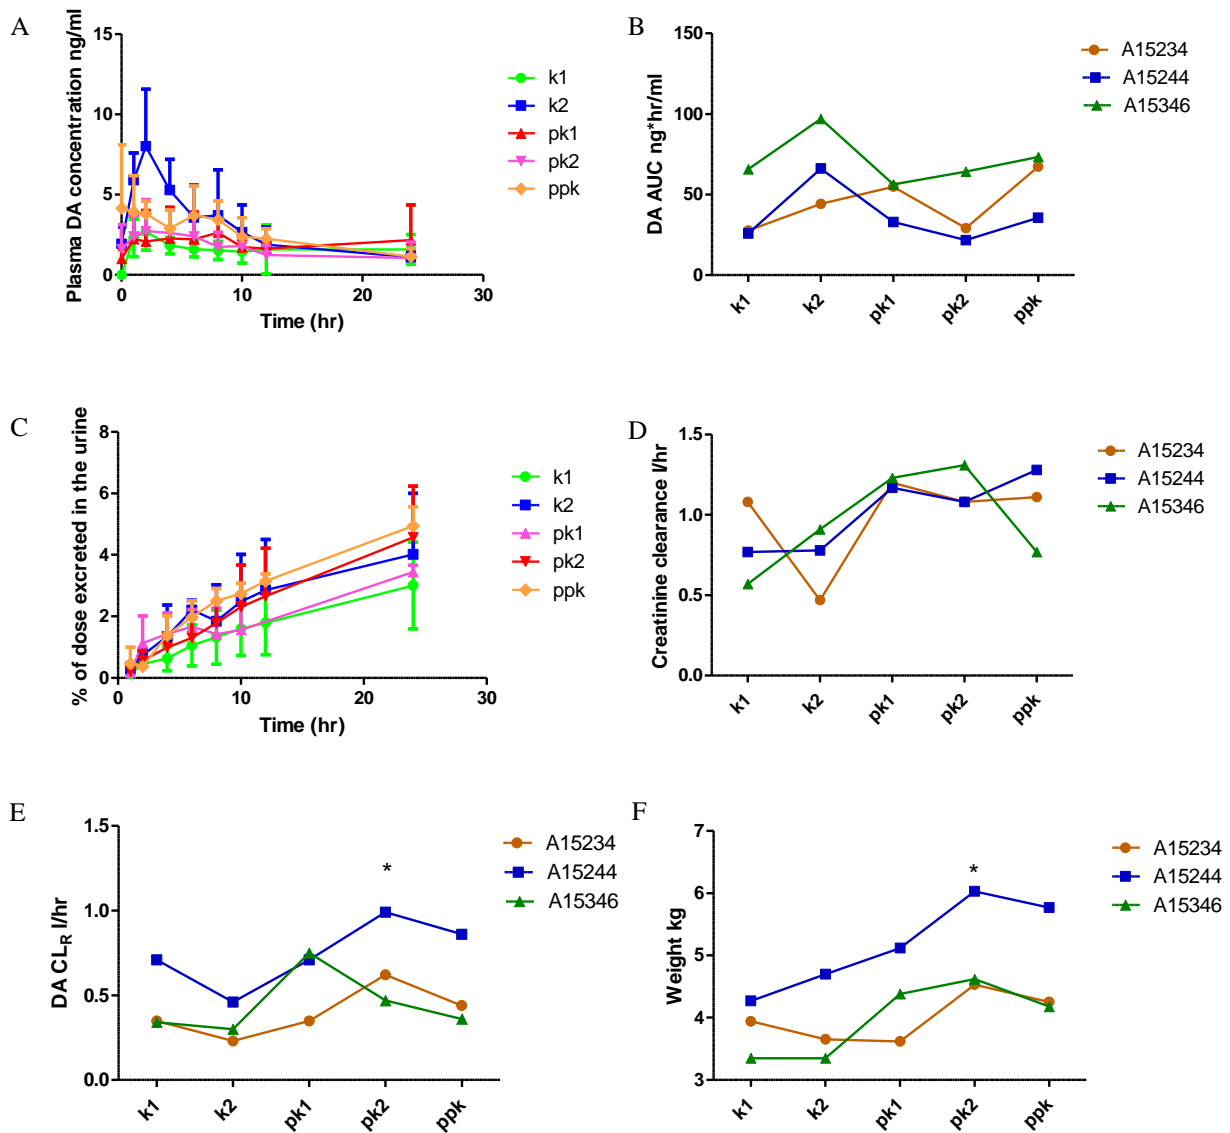 A
Plasma DA concentration ng/ml
15
10
5
0
0
10
20
30
Time (hr)
k1
k2
pk1
pk2
ppk
B
DA AUC ng*hr/ml
150
100
50
0
k1
k2
pk1
pk2
ppk
A15234
A15244
A15346
C
% of dose excreted in the urine
8
6
4
2
0
0
10
20
30
Time (hr)
k1
k2
pk1
pk2
ppk
D
Creatinine clearance l/hr
1.5
1.0
0.5
0.0
k1
k2
pk1
pk2
ppk
A15234
A15244
A15346
E
DA CL_R l/hr
1.5
1.0
0.5
0.0
*
k1
k2
pk1
pk2
ppk
A15234
A15244
A15346
F
Weight kg
7
6
5
4
3
*
k1
k2
pk1
pk2
ppk
A15234
A15244
A15346